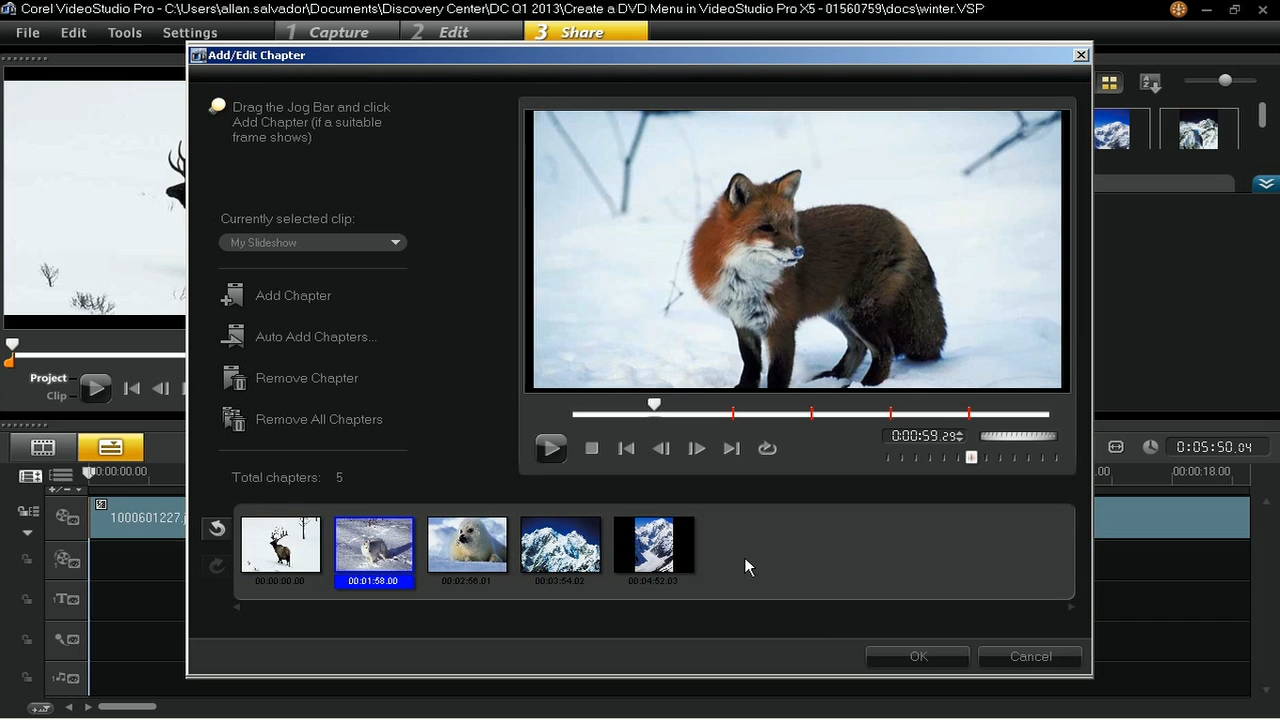 Corel VideoStudio Pro - C:\Users\allan.salvador\Documents\Discovery Center\DC Q1 2013\Create a DVD Menu in VideoStudio Pro X5 - 01560759\docs\winter.VSP
File Edit Tools Settings 1 Capture 2 Edit 3 Share
Add/Edit Chapter
Drag the Jog Bar and click
Add Chapter (if a suitable
frame shows)
Currently selected clip:
My Slideshow
Add Chapter
Auto Add Chapters...
Remove Chapter
Remove All Chapters
Total chapters: 5
Project
Clip
0:00:59.29
0:05:50.04
0:00:00.00
.00
00:00:18.00
1000601227.j
00:00:00.00 00:01:58.00 00:02:56.01 00:03:54.02 00:04:52.03
OK Cancel